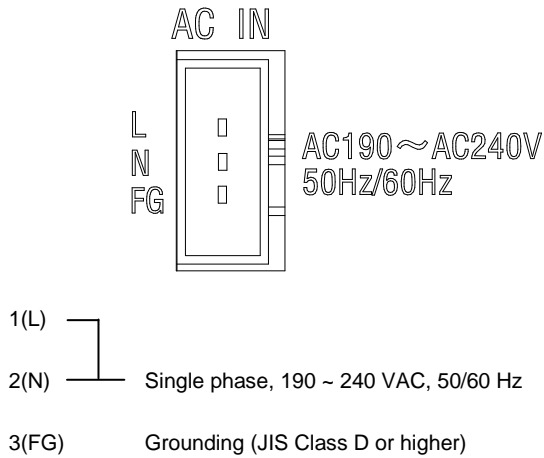 AC IN
L
N
FG
AC190～AC240V
50Hz/60Hz
1(L)
2(N) Single phase, 190 ~ 240 VAC, 50/60 Hz
3(FG) Grounding (JIS Class D or higher)